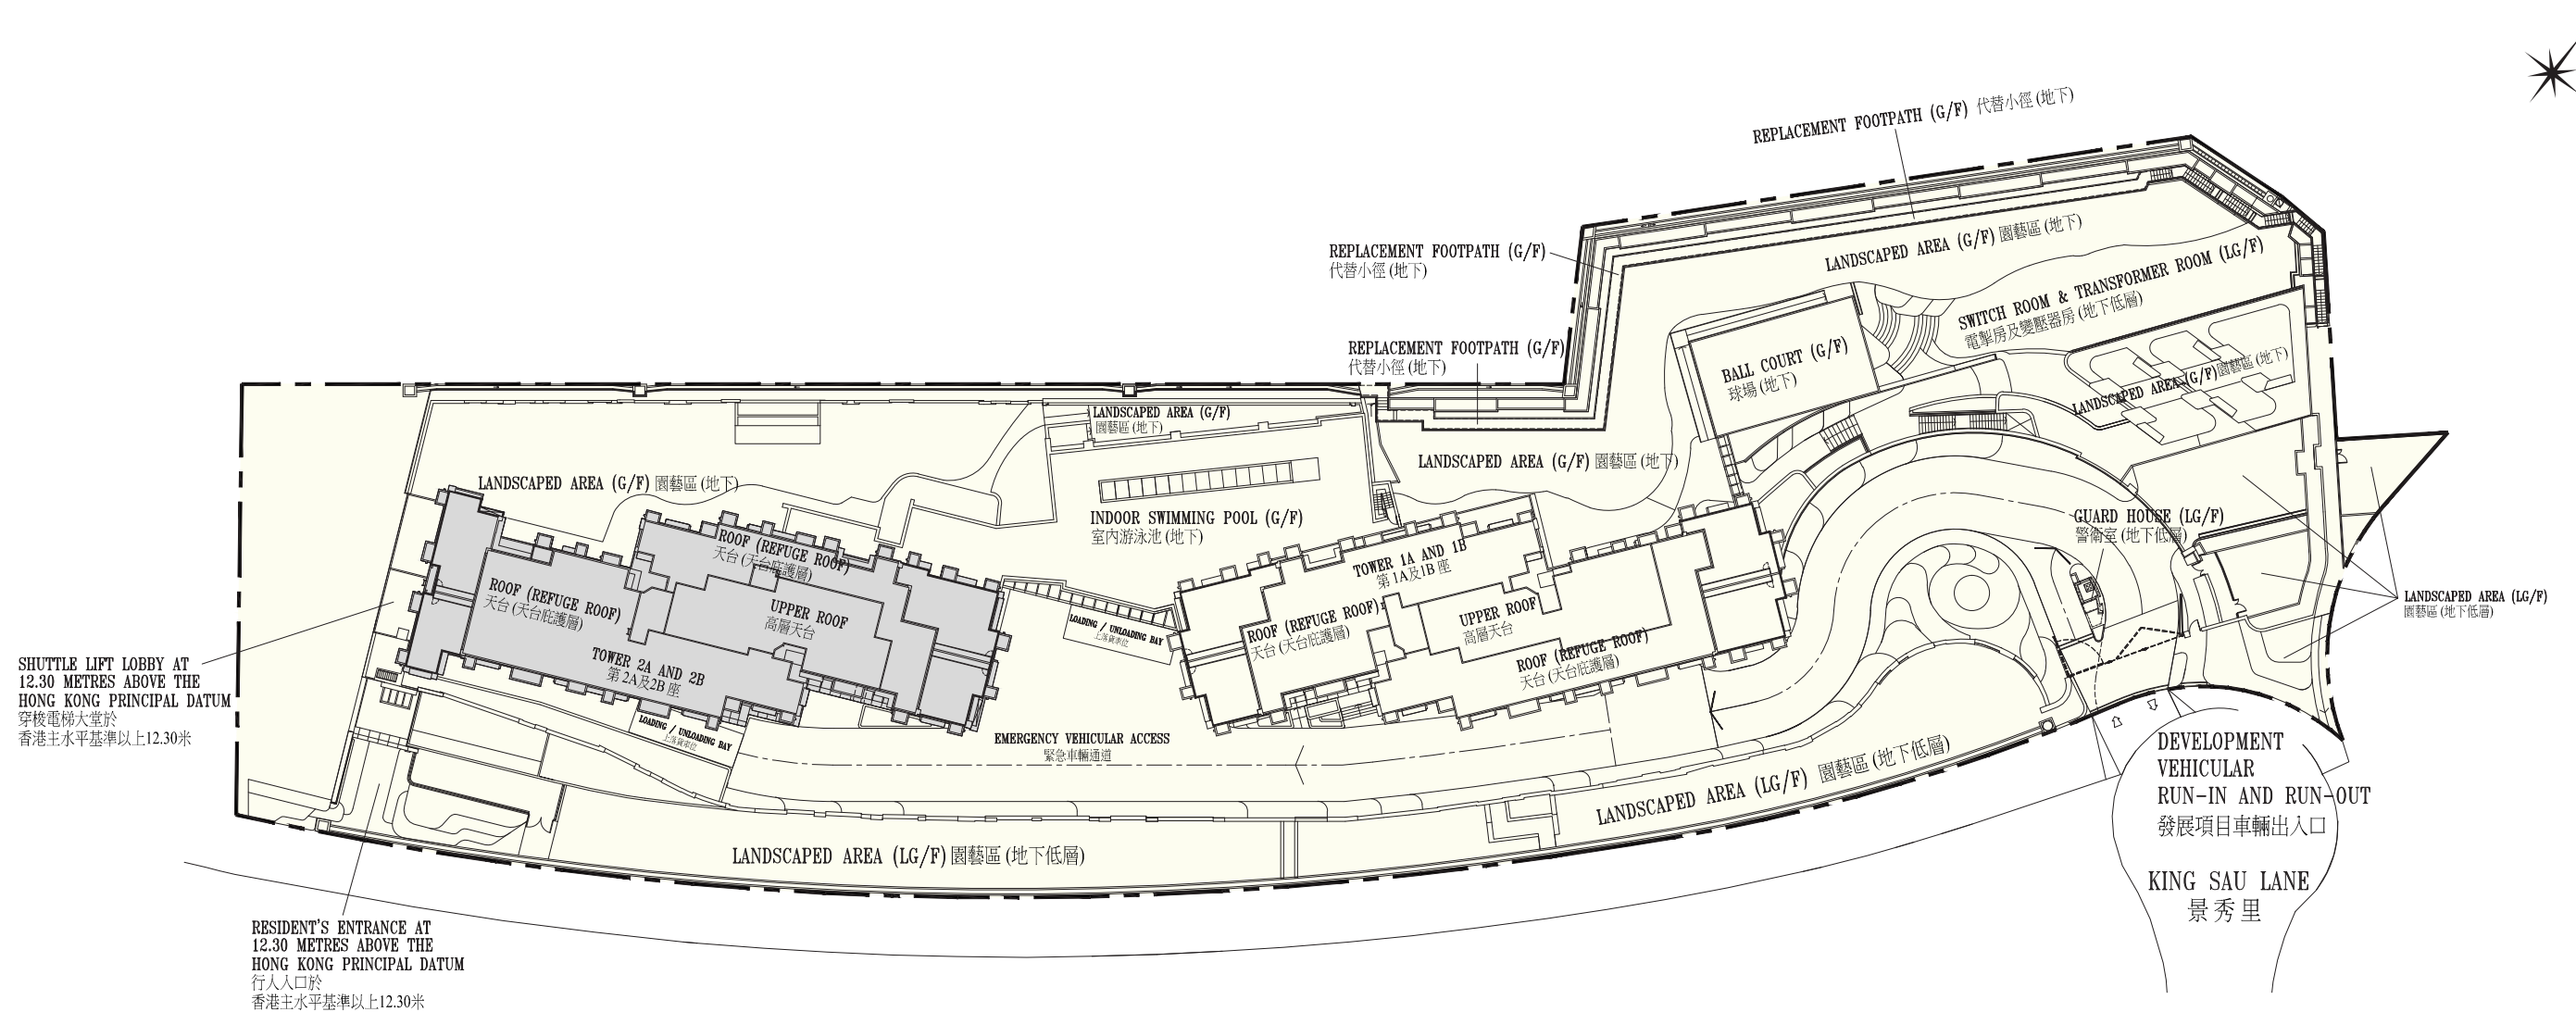 REPLACEMENT FOOTPATH (G/F) 代替小徑 (地下)
REPLACEMENT FOOTPATH (G/F)
代替小徑 (地下)
LANDSCAPED AREA (G/F) 園藝區 (地下)
SWITCH ROOM & TRANSFORMER ROOM (LG/F)
電掣房及變壓器房 (地下低層)
REPLACEMENT FOOTPATH (G/F)
代替小徑 (地下)
BALL COURT (G/F)
球場 (地下)
LANDSCAPED AREA (G/F) 園藝區 (地下)
LANDSCAPED AREA (G/F)
園藝區 (地下)
LANDSCAPED AREA (G/F) 園藝區 (地下)
LANDSCAPED AREA (G/F) 園藝區 (地下)
INDOOR SWIMMING POOL (G/F)
室內游泳池 (地下)
GUARD HOUSE (LG/F)
警衛室 (地下低層)
ROOF (REFUGE ROOF)
天台 (天台庇護層)
TOWER 1A AND 1B
第 1A及1B 座
ROOF (REFUGE ROOF)
天台 (天台庇護層)
UPPER ROOF
高層天台
LOADING / UNLOADING BAY
上落貨車位
ROOF (REFUGE ROOF)
天台 (天台庇護層)
UPPER ROOF
高層天台
ROOF (REFUGE ROOF)
天台 (天台庇護層)
LANDSCAPED AREA (LG/F)
園藝區 (地下低層)
SHUTTLE LIFT LOBBY AT
12.30 METRES ABOVE THE
HONG KONG PRINCIPAL DATUM
穿梭電梯大堂於
香港主水平基準以上12.30米
TOWER 2A AND 2B
第 2A及2B 座
LOADING / UNLOADING BAY
上落貨車位
EMERGENCY VEHICULAR ACCESS
緊急車輛通道
LANDSCAPED AREA (LG/F) 園藝區 (地下低層)
DEVELOPMENT
VEHICULAR
RUN-IN AND RUN-OUT
發展項目車輛出入口
LANDSCAPED AREA (LG/F) 園藝區 (地下低層)
KING SAU LANE
景秀里
RESIDENT'S ENTRANCE AT
12.30 METRES ABOVE THE
HONG KONG PRINCIPAL DATUM
行人入口於
香港主水平基準以上12.30米